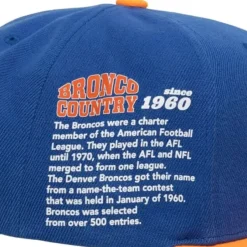 BRONCO
COUNTRY
since
1960
The Broncos were a charter
member of the American Football
League. They played in the AFL
until 1970, when the AFL and NFL
merged to form one league.
The Denver Broncos got their name
from a name-the-team contest
that was held in January of 1960.
Broncos was selected
from over 500 entries.